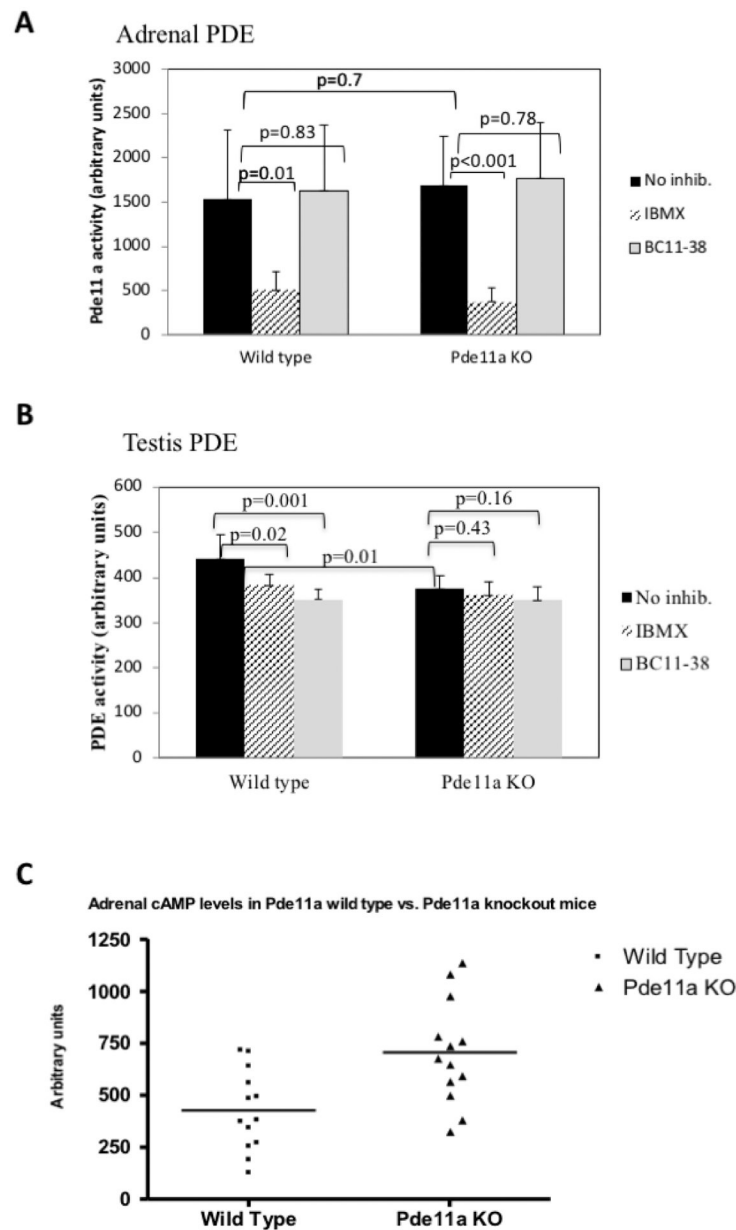 A
Adrenal PDE
Pde11 a activity (arbitrary units)
3000
2500
2000
1500
1000
500
0
p=0.7
p=0.83
p=0.78
p=0.01
p<0.001
No inhib.
IBMX
BC11-38
Wild type
Pde11a KO
B
Testis PDE
PDE activity (arbitrary units)
600
500
400
300
200
100
0
p=0.001
p=0.16
p=0.02
p=0.43
p=0.01
No inhib.
IBMX
BC11-38
Wild type
Pde11a KO
C
Adrenal cAMP levels in Pde11a wild type vs. Pde11a knockout mice
Arbitrary units
1250
1000
750
500
250
0
Wild Type
Pde11a KO
Wild Type
Pde11a KO